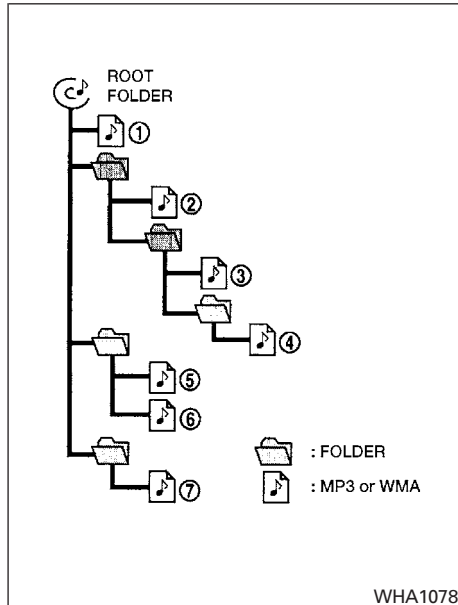 ROOT
FOLDER
①
②
③
④
⑤
⑥
⑦
: FOLDER
: MP3 or WMA
WHA1078